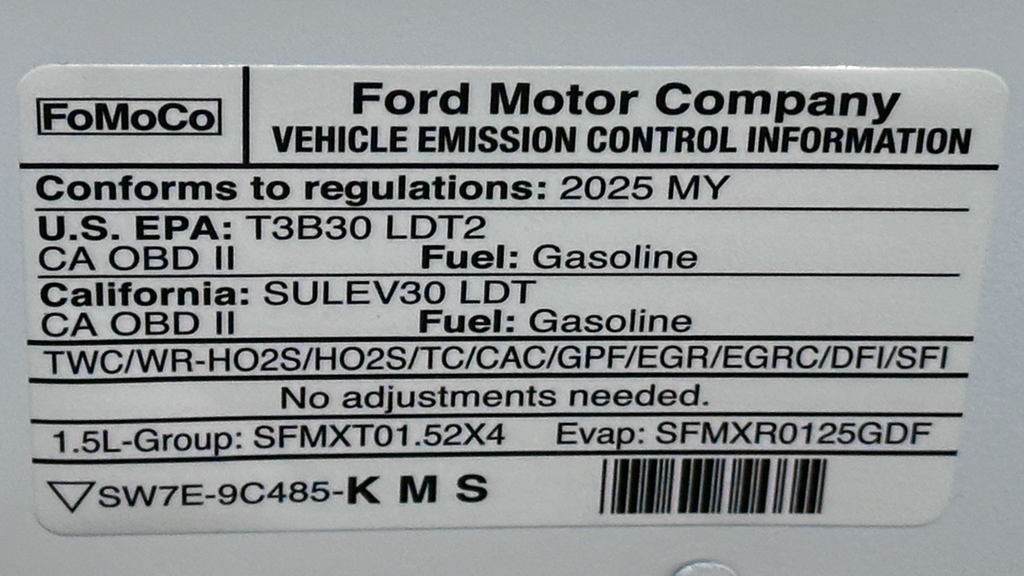 FoMoCo
Ford Motor Company
VEHICLE EMISSION CONTROL INFORMATION
Conforms to regulations: 2025 MY
U.S. EPA: T3B30 LDT2
CA OBD II Fuel: Gasoline
California: SULEV30 LDT
CA OBD II Fuel: Gasoline
TWC/WR-HO2S/HO2S/TC/CAC/GPF/EGR/EGRC/DFI/SFI
No adjustments needed.
1.5L-Group: SFMXT01.52X4 Evap: SFMXR0125GDF
SW7E-9C485-K M S